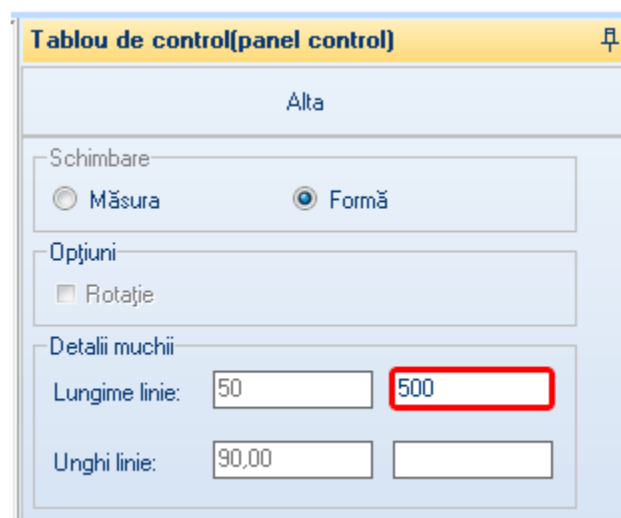 Tablou de control(panel control)
Alta
Schimbare
Măsura Formă
Opţiuni
Rotaţie
Detalii muchii
Lungime linie: 50 500
Unghi linie: 90,00